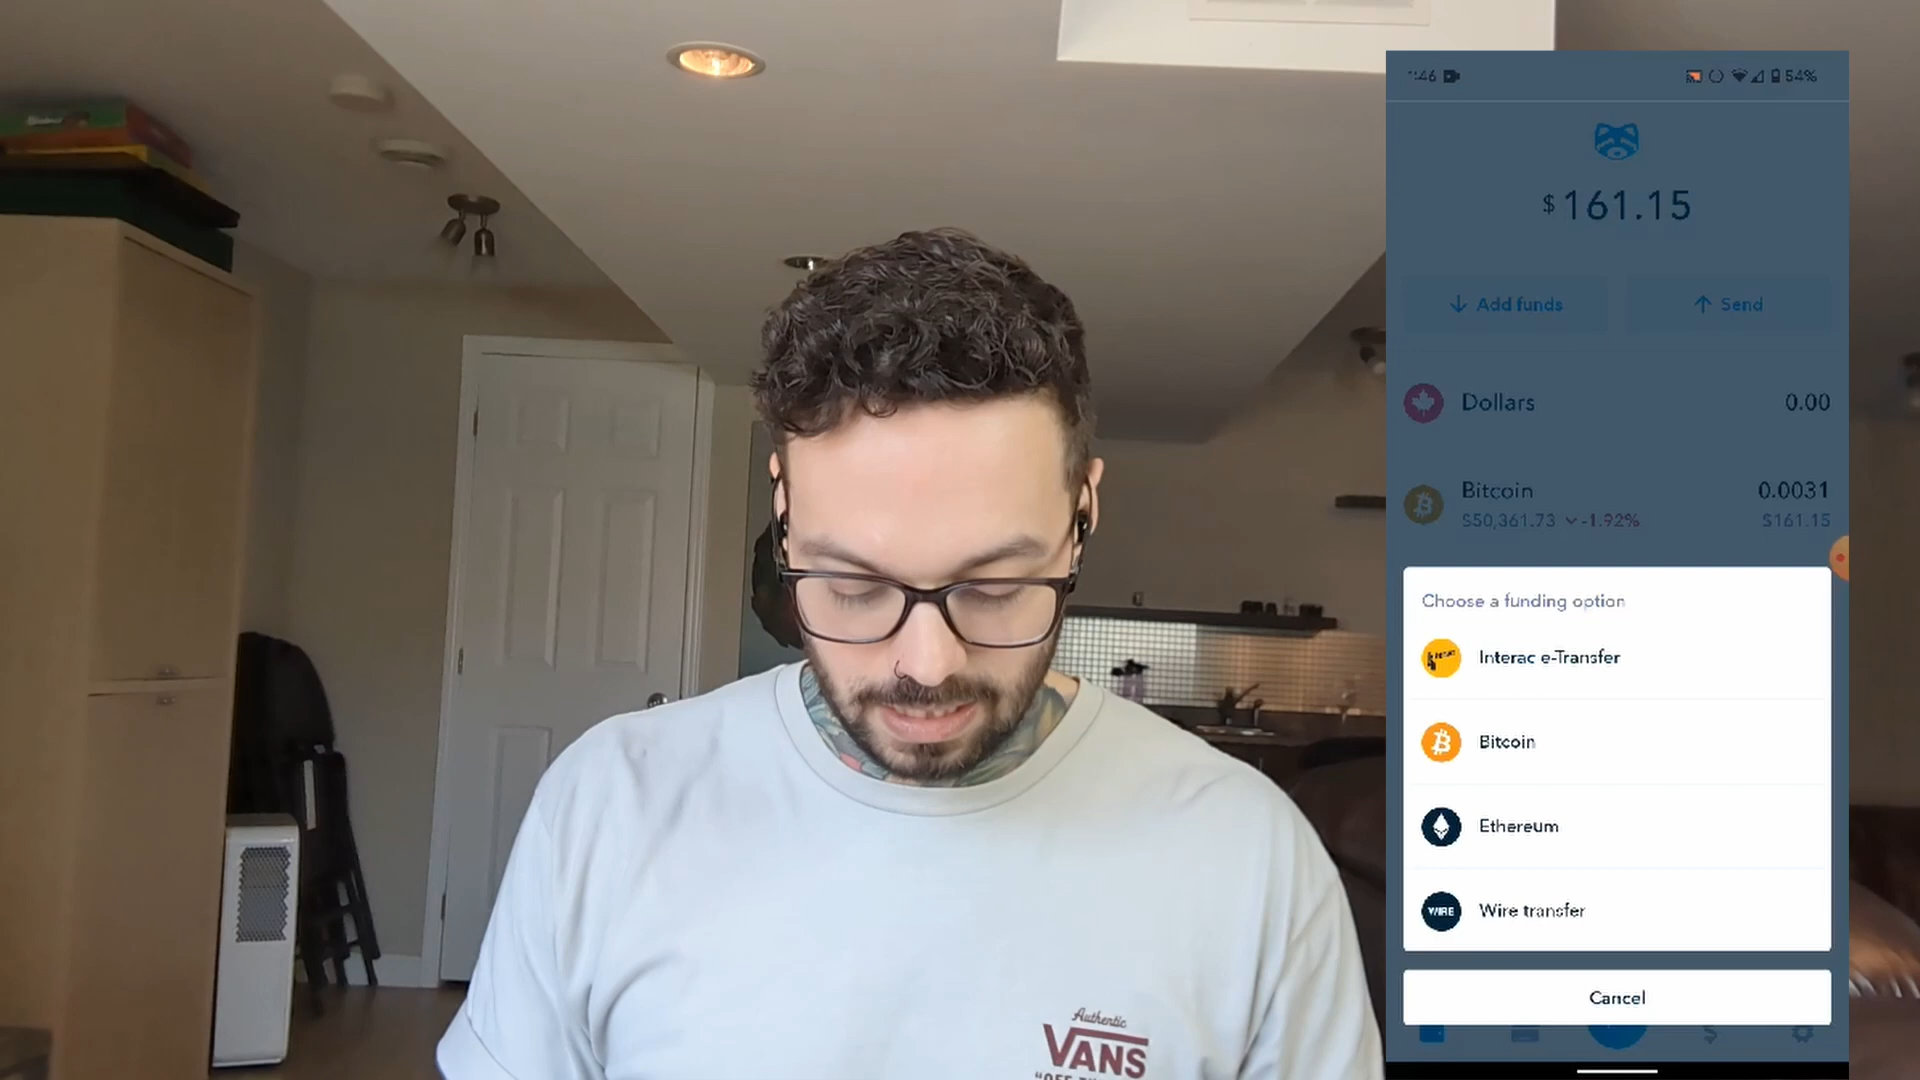 :46
54%
$161.15
Add funds
Send
Dollars
0.00
Bitcoin
0.0031
$50,361.73
-1.92%
$161.15
Choose a funding option
Interac e-Transfer
Bitcoin
Ethereum
WIRE
Wire transfer
Cancel
Authentic
VANS